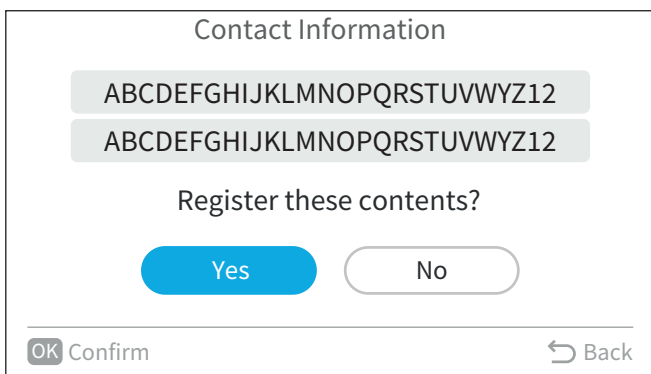 Contact Information
ABCDEFGHIJKLMNOPQRSTUVWYZ12
ABCDEFGHIJKLMNOPQRSTUVWYZ12
Register these contents?
Yes No
OK Confirm Back